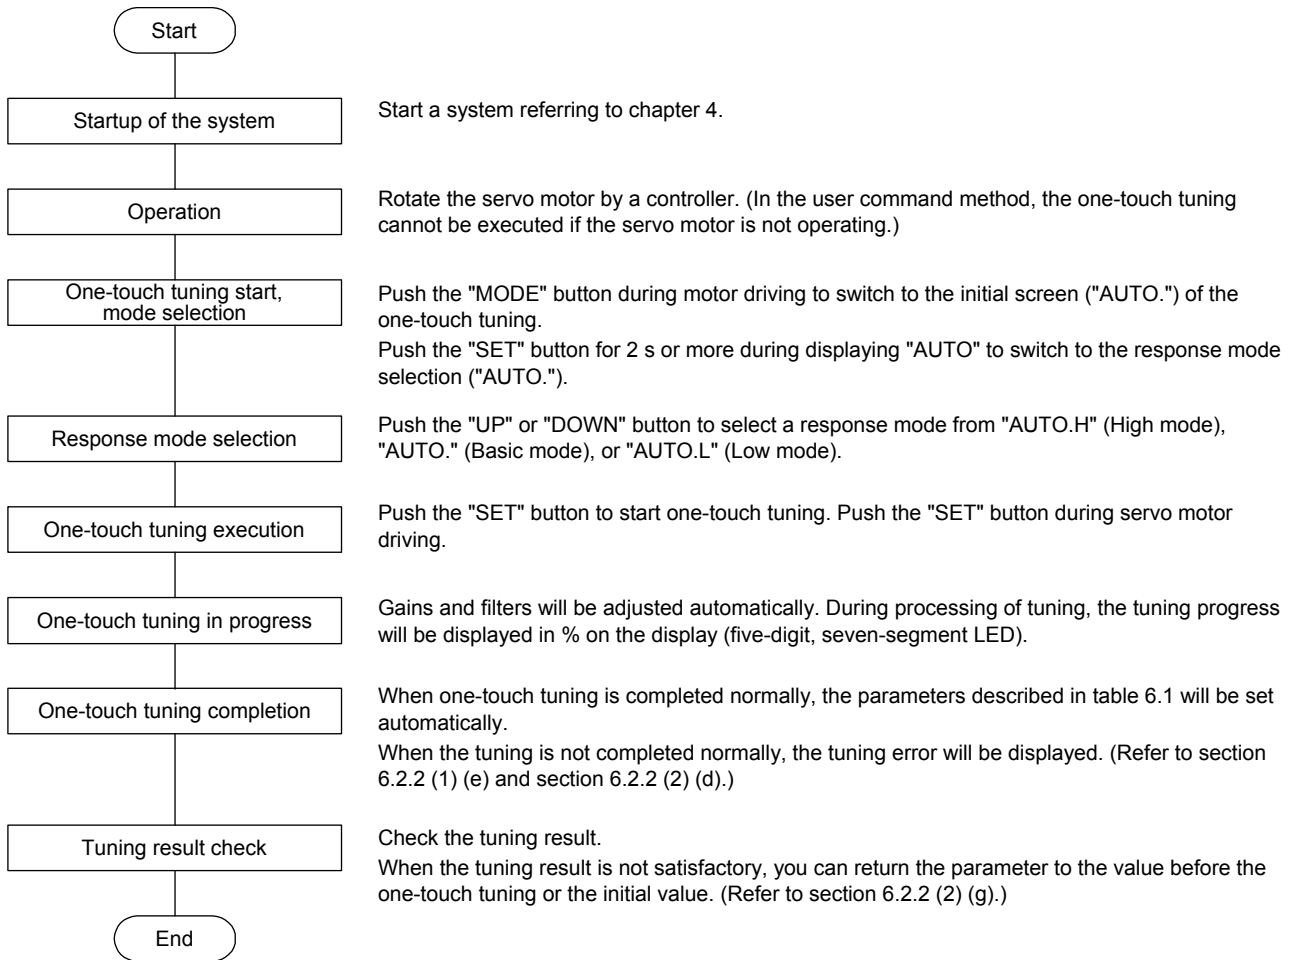 Start
Startup of the system
Start a system referring to chapter 4.
Operation
Rotate the servo motor by a controller. (In the user command method, the one-touch tuning
cannot be executed if the servo motor is not operating.)
One-touch tuning start,
mode selection
Push the "MODE" button during motor driving to switch to the initial screen ("AUTO.") of the
one-touch tuning.
Push the "SET" button for 2 s or more during displaying "AUTO" to switch to the response mode
selection ("AUTO.").
Response mode selection
Push the "UP" or "DOWN" button to select a response mode from "AUTO.H" (High mode),
"AUTO." (Basic mode), or "AUTO.L" (Low mode).
One-touch tuning execution
Push the "SET" button to start one-touch tuning. Push the "SET" button during servo motor
driving.
One-touch tuning in progress
Gains and filters will be adjusted automatically. During processing of tuning, the tuning progress
will be displayed in % on the display (five-digit, seven-segment LED).
One-touch tuning completion
When one-touch tuning is completed normally, the parameters described in table 6.1 will be set
automatically.
When the tuning is not completed normally, the tuning error will be displayed. (Refer to section
6.2.2 (1) (e) and section 6.2.2 (2) (d).)
Tuning result check
Check the tuning result.
When the tuning result is not satisfactory, you can return the parameter to the value before the
one-touch tuning or the initial value. (Refer to section 6.2.2 (2) (g).)
End